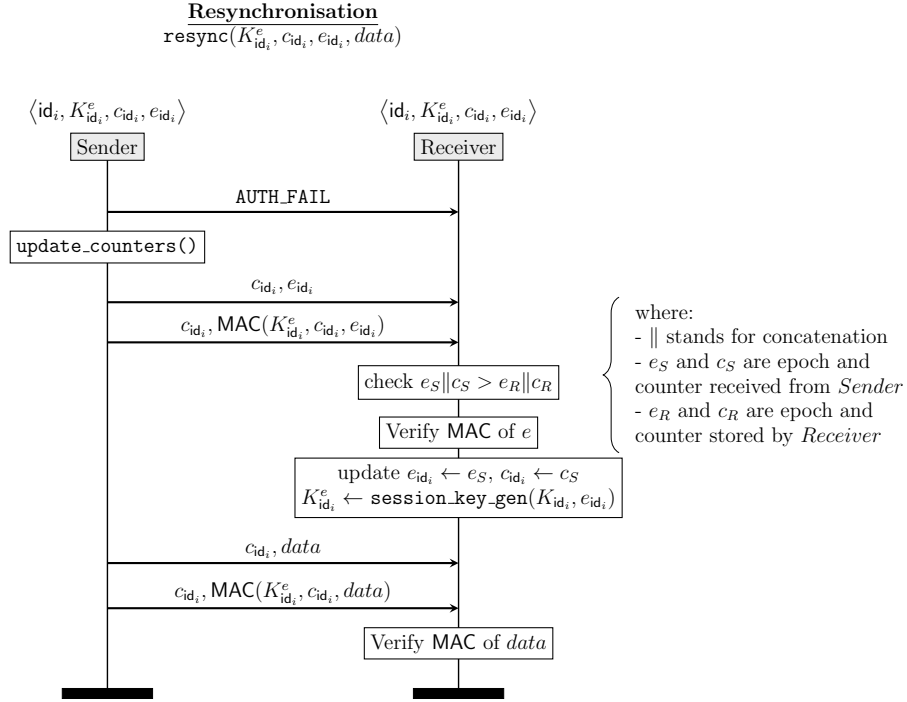 Resynchronisation
resync(K^e_{id_i}, c_{id_i}, e_{id_i}, data)
⟨id_i, K^e_{id_i}, c_{id_i}, e_{id_i}⟩
⟨id_i, K^e_{id_i}, c_{id_i}, e_{id_i}⟩
Sender
Receiver
AUTH_FAIL
update_counters()
c_{id_i}, e_{id_i}
c_{id_i}, MAC(K^e_{id_i}, c_{id_i}, e_{id_i})
where:
- ∥ stands for concatenation
- e_S and c_S are epoch and
counter received from Sender
- e_R and c_R are epoch and
counter stored by Receiver
check e_S∥c_S > e_R∥c_R
Verify MAC of e
update e_{id_i} ← e_S, c_{id_i} ← c_S
K^e_{id_i} ← session_key_gen(K_{id_i}, e_{id_i})
c_{id_i}, data
c_{id_i}, MAC(K^e_{id_i}, c_{id_i}, data)
Verify MAC of data